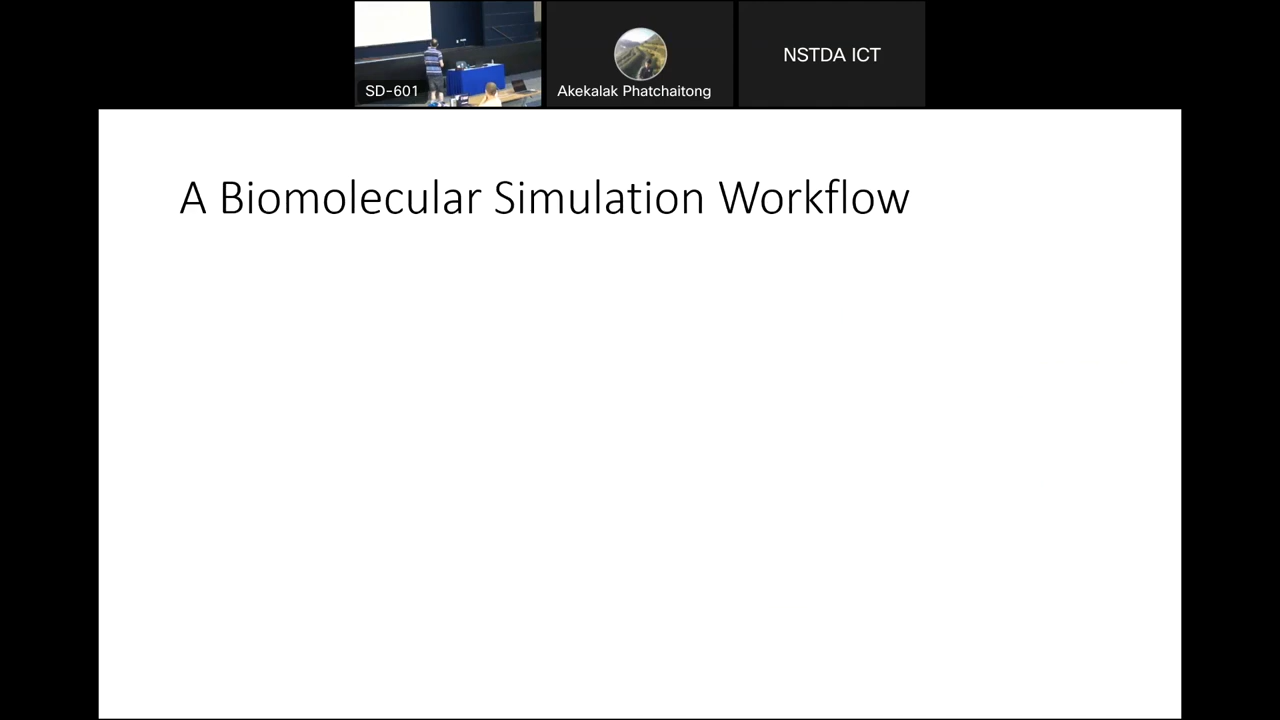 SD-601
Akekalak Phatchaitong
NSTDA ICT
A Biomolecular Simulation Workflow